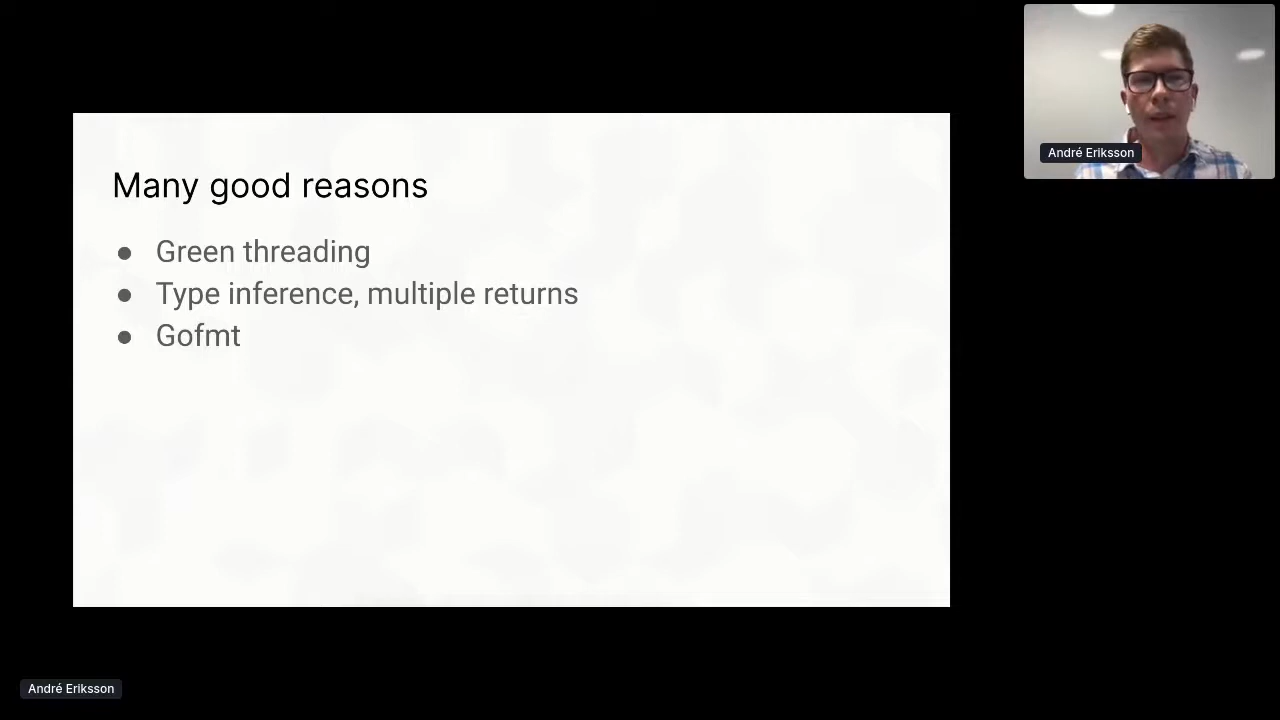 Many good reasons
● Green threading
● Type inference, multiple returns
● Gofmt
André Eriksson
André Eriksson